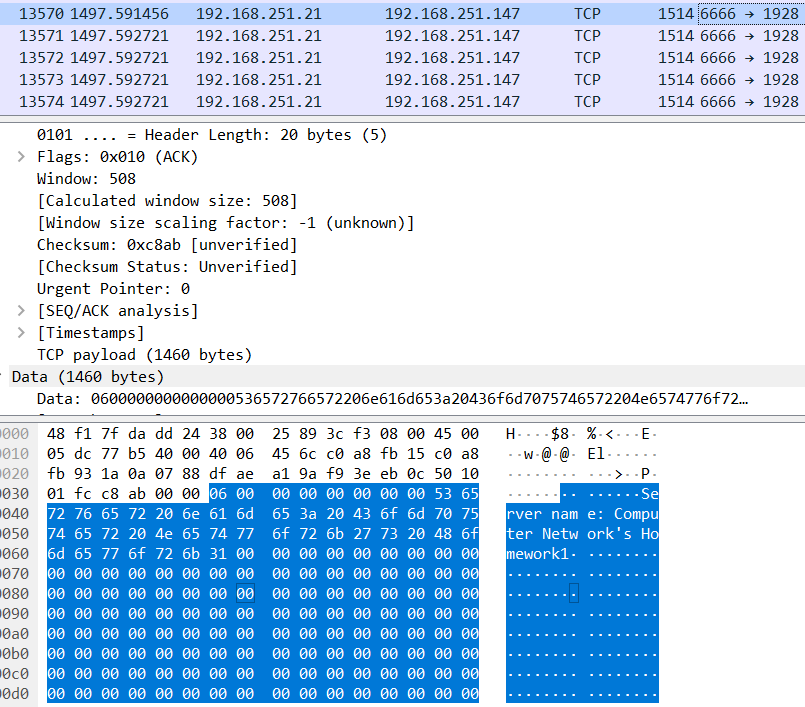 13570 1497.591456 192.168.251.21 192.168.251.147 TCP 1514 6666 → 1928
13571 1497.592721 192.168.251.21 192.168.251.147 TCP 1514 6666 → 1928
13572 1497.592721 192.168.251.21 192.168.251.147 TCP 1514 6666 → 1928
13573 1497.592721 192.168.251.21 192.168.251.147 TCP 1514 6666 → 1928
13574 1497.592721 192.168.251.21 192.168.251.147 TCP 1514 6666 → 1928
0101 .... = Header Length: 20 bytes (5)
Flags: 0x010 (ACK)
Window: 508
[Calculated window size: 508]
[Window size scaling factor: -1 (unknown)]
Checksum: 0xc8ab [unverified]
[Checksum Status: Unverified]
Urgent Pointer: 0
[SEQ/ACK analysis]
[Timestamps]
TCP payload (1460 bytes)
Data (1460 bytes)
Data: 0600000000000000536572766572206e616d653a20436f6d7075746572204e6574776f72…
0000 48 f1 7f da dd 24 38 00 25 89 3c f3 08 00 45 00 H····$8· %·<···E·
0010 05 dc 77 b5 40 00 40 06 45 6c c0 a8 fb 15 c0 a8 ··w·@·@· El······
0020 fb 93 1a 0a 07 88 df ae a1 9a f9 3e eb 0c 50 10 ········ ···>··P·
0030 01 fc c8 ab 00 00 06 00 00 00 00 00 00 00 53 65 ········ ······Se
0040 72 76 65 72 20 6e 61 6d 65 3a 20 43 6f 6d 70 75 rver nam e: Compu
0050 74 65 72 20 4e 65 74 77 6f 72 6b 27 73 20 48 6f ter Netw ork's Ho
0060 6d 65 77 6f 72 6b 31 00 00 00 00 00 00 00 00 00 mework1· ········
0070 00 00 00 00 00 00 00 00 00 00 00 00 00 00 00 00 ········ ········
0080 00 00 00 00 00 00 00 00 00 00 00 00 00 00 00 00 ········ ········
0090 00 00 00 00 00 00 00 00 00 00 00 00 00 00 00 00 ········ ········
00a0 00 00 00 00 00 00 00 00 00 00 00 00 00 00 00 00 ········ ········
00b0 00 00 00 00 00 00 00 00 00 00 00 00 00 00 00 00 ········ ········
00c0 00 00 00 00 00 00 00 00 00 00 00 00 00 00 00 00 ········ ········
00d0 00 00 00 00 00 00 00 00 00 00 00 00 00 00 00 00 ········ ········